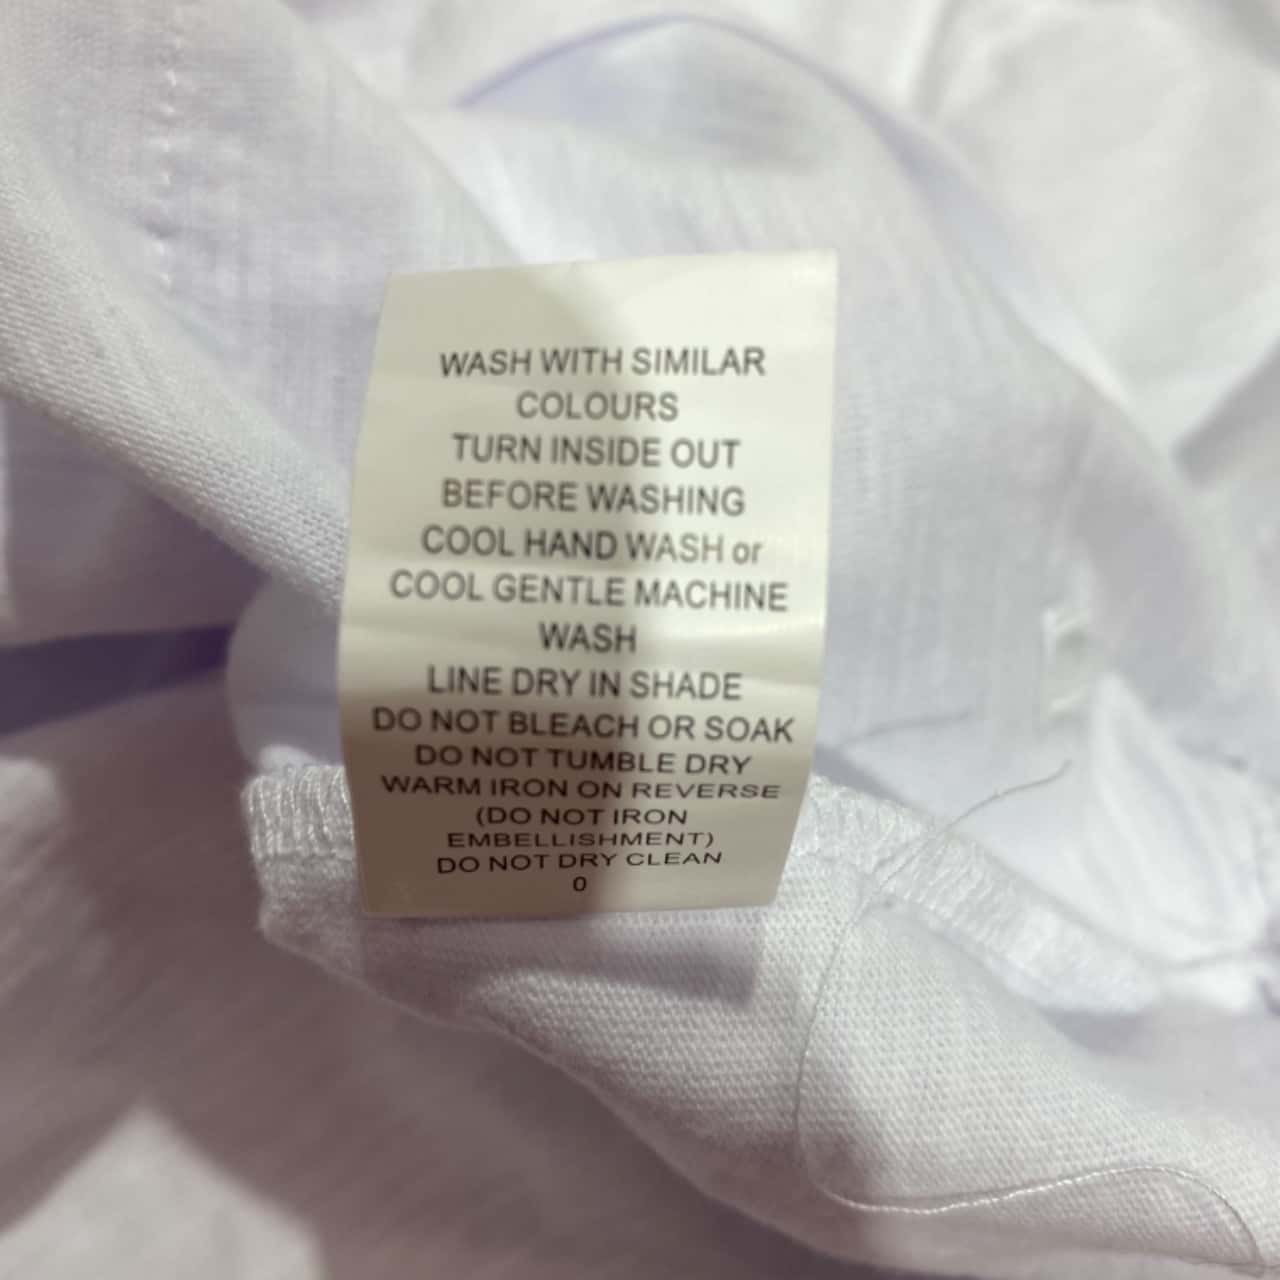 WASH WITH SIMILAR
COLOURS
TURN INSIDE OUT
BEFORE WASHING
COOL HAND WASH or
COOL GENTLE MACHINE
WASH
LINE DRY IN SHADE
DO NOT BLEACH OR SOAK
DO NOT TUMBLE DRY
WARM IRON ON REVERSE
(DO NOT IRON
EMBELLISHMENT)
DO NOT DRY CLEAN
0